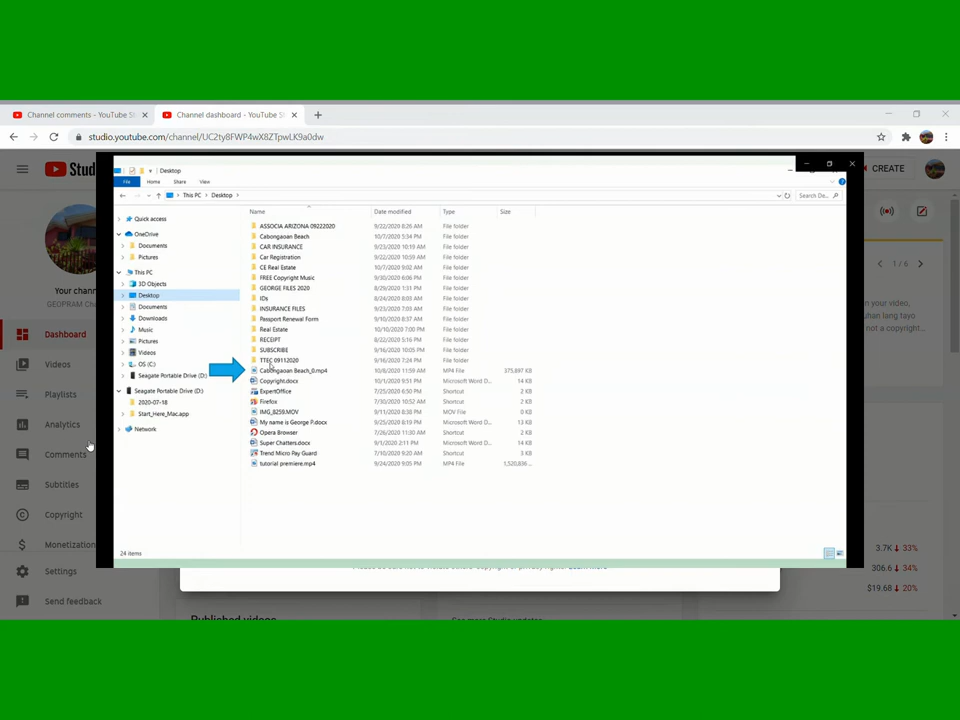 Channel comments - YouTube St
Channel dashboard - YouTube S
studio.youtube.com/channel/UC2ty8FWP4wX8ZTpwLK9a0dw
Stud
CREATE
Your chann
GEOPRAM Cha
Dashboard
Videos
Playlists
Analytics
Comments
Subtitles
Copyright
Monetization
Settings
Send feedback
Desktop
File Home Share View
This PC > Desktop >
Search De...
Quick access
OneDrive
Documents
Pictures
This PC
3D Objects
Desktop
Documents
Downloads
Music
Pictures
Videos
OS (C:)
Seagate Portable Drive (D:)
Seagate Portable Drive (D:)
2020-07-18
Start_Here_Mac.app
Network
Name Date modified Type Size
ASSOCIA ARIZONA 09222020 9/22/2020 8:26 AM File folder
Cabongaoan Beach 10/7/2020 5:34 PM File folder
CAR INSURANCE 9/23/2020 10:19 AM File folder
Car Registration 9/22/2020 10:59 AM File folder
CE Real Estate 10/7/2020 9:02 AM File folder
FREE Copyright Music 9/30/2020 6:06 PM File folder
GEORGE FILES 2020 8/29/2020 1:31 PM File folder
IDs 8/24/2020 8:03 AM File folder
INSURANCE FILES 9/23/2020 7:03 AM File folder
Passport Renewal Form 9/20/2020 File folder
Real Estate 10/10/2020 7:00 PM File folder
RECEIPT 8/22/2020 5:16 PM File folder
SUBSCRIBE 9/16/2020 2:39 PM File folder
TTEC 09112020 9/16/2020 7:24 PM File folder
Cabongaoan Beach_0.mp4 10/8/2020 11:59 AM MP4 File 375,897 KB
Copyright.docx 10/1/2020 9:51 PM Microsoft Word D... 14 KB
ExpertOffice 7/25/2020 6:50 PM Shortcut 2 KB
Firefox 7/30/2020 10:52 AM Shortcut 2 KB
IMG_8259.MOV 9/11/2020 8:38 PM MOV File 0 KB
My name is George P.docx 9/25/2020 8:19 PM Microsoft Word D... 13 KB
Opera Browser 7/26/2020 11:30 AM Shortcut 2 KB
Super Chatters.docx 9/1/2020 2:11 PM Microsoft Word D... 14 KB
Trend Micro Pay Guard 7/10/2020 9:20 AM Shortcut 3 KB
tutorial premiere.mp4 9/24/2020 9:05 PM MP4 File 1,520,836 ...
24 items
1 / 6
in your video,
uhan lang tayo
not a copyright...
3.7K 33%
306.6 34%
$19.68 20%
Published videos